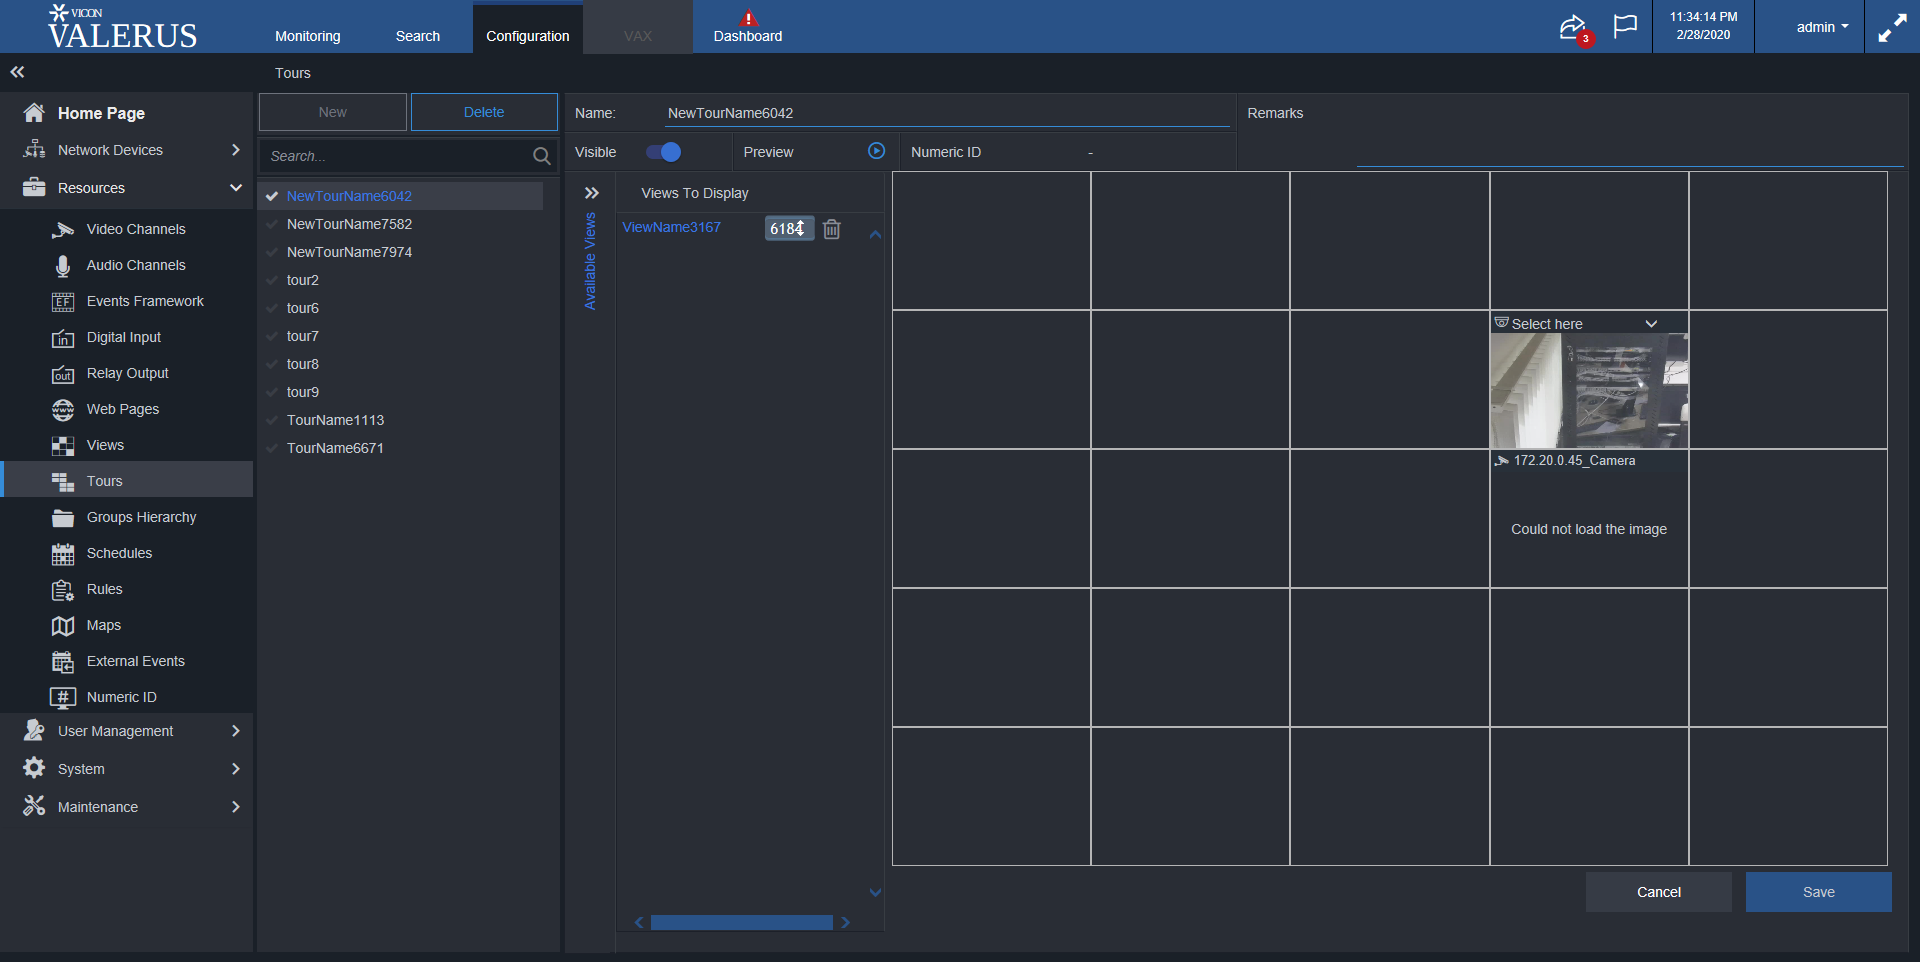 VICON
VALERUS
Monitoring
Search
Configuration
VAX
Dashboard
3
11:34:14 PM
2/28/2020
admin
Tours
Home Page
Network Devices
Resources
Video Channels
Audio Channels
EF
Events Framework
in
Digital Input
out
Relay Output
www
Web Pages
Views
Tours
Groups Hierarchy
Schedules
Rules
Maps
External Events
#
Numeric ID
User Management
System
Maintenance
New
Delete
Search...
NewTourName6042
NewTourName7582
NewTourName7974
tour2
tour6
tour7
tour8
tour9
TourName1113
TourName6671
Name:
NewTourName6042
Remarks
Visible
Preview
Numeric ID
-
Available Views
Views To Display
ViewName3167
6184
Select here
172.20.0.45_Camera
Could not load the image
Cancel
Save